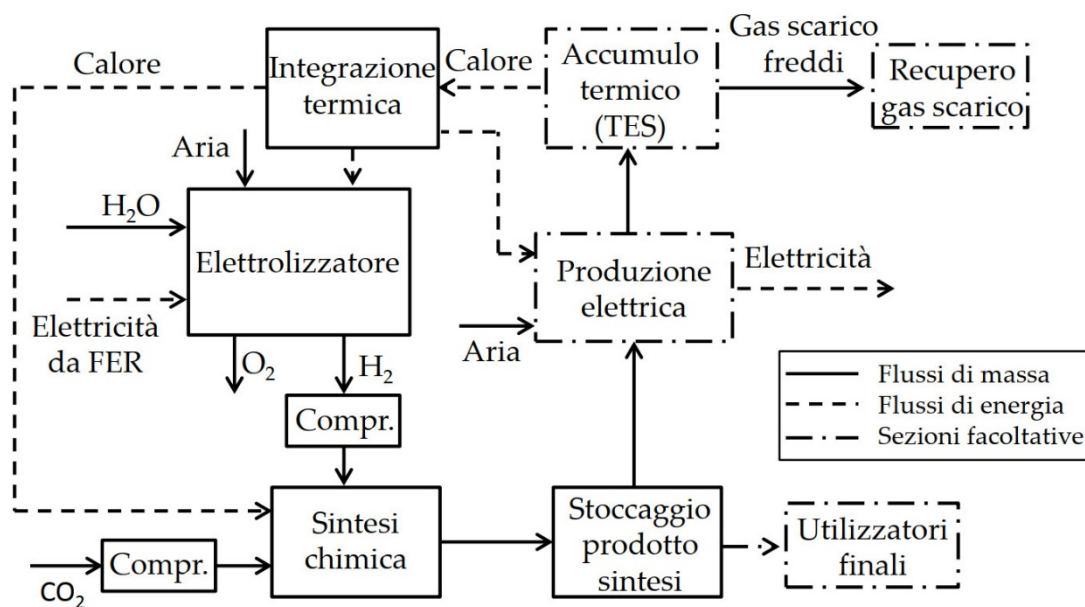 Calore
Integrazione
termica
Calore
Accumulo
termico
(TES)
Gas scarico
freddi
Recupero
gas scarico
Aria
H₂O
Elettrolizzatore
Elettricità
da FER
O₂
H₂
Compr.
Produzione
elettrica
Elettricità
Aria
Flussi di massa
Flussi di energia
Sezioni facoltative
Sintesi
chimica
Stoccaggio
prodotto
sintesi
Utilizzatori
finali
CO₂
Compr.